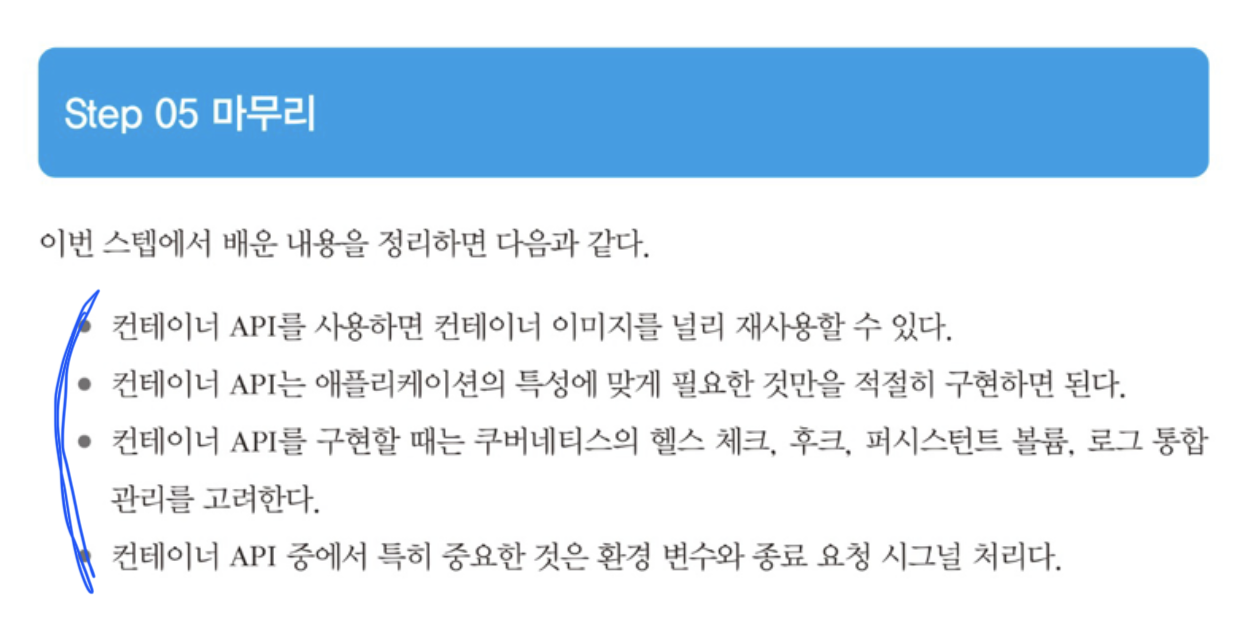 Step 05 마무리
이번 스텝에서 배운 내용을 정리하면 다음과 같다.
● 컨테이너 API를 사용하면 컨테이너 이미지를 널리 재사용할 수 있다.
● 컨테이너 API는 애플리케이션의 특성에 맞게 필요한 것만을 적절히 구현하면 된다.
● 컨테이너 API를 구현할 때는 쿠버네티스의 헬스 체크, 후크, 퍼시스턴트 볼륨, 로그 통합
관리를 고려한다.
● 컨테이너 API 중에서 특히 중요한 것은 환경 변수와 종료 요청 시그널 처리다.